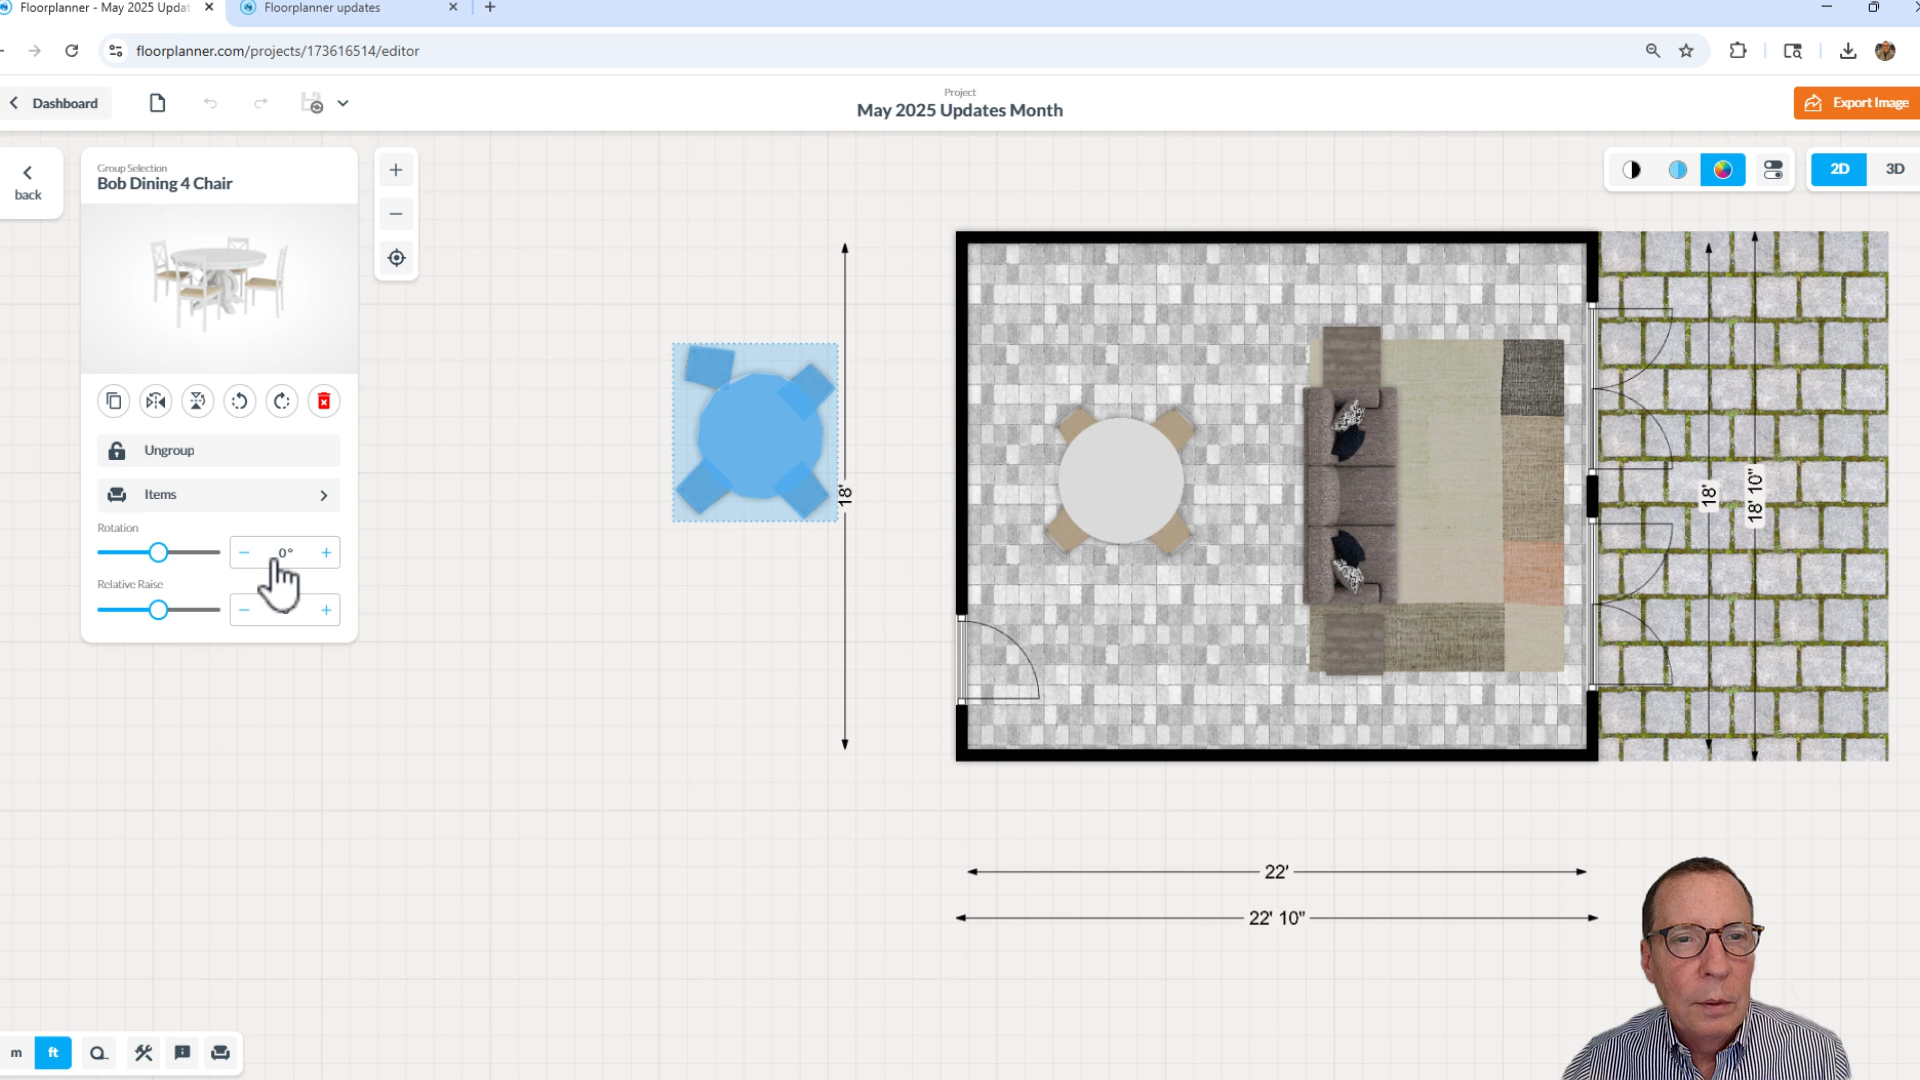 Floorplanner - May 2025 Updat
Floorplanner updates
floorplanner.com/projects/173616514/editor
Dashboard
Project
May 2025 Updates Month
Export Image
back
Group Selection
Bob Dining 4 Chair
2D
3D
Ungroup
Items
Rotation
0°
Relative Raise
18'
18'
18' 10"
22'
22' 10"
m
ft